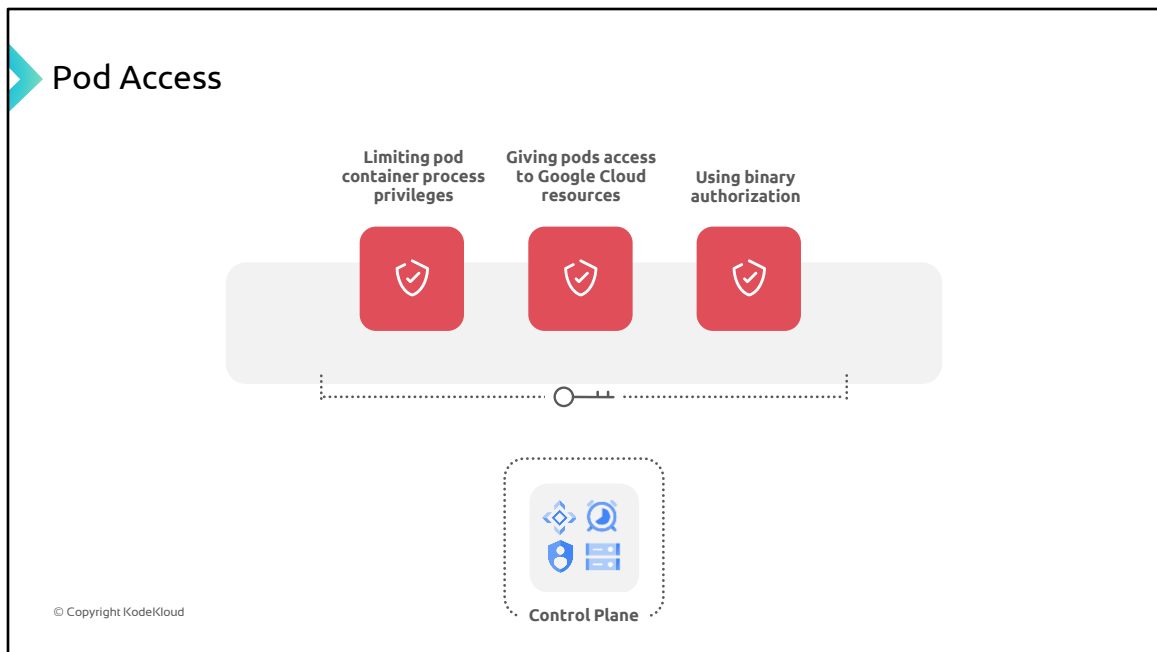 Pod Access
Limiting pod
container process
privileges
Giving pods access
to Google Cloud
resources
Using binary
authorization
Control Plane
© Copyright KodeKloud